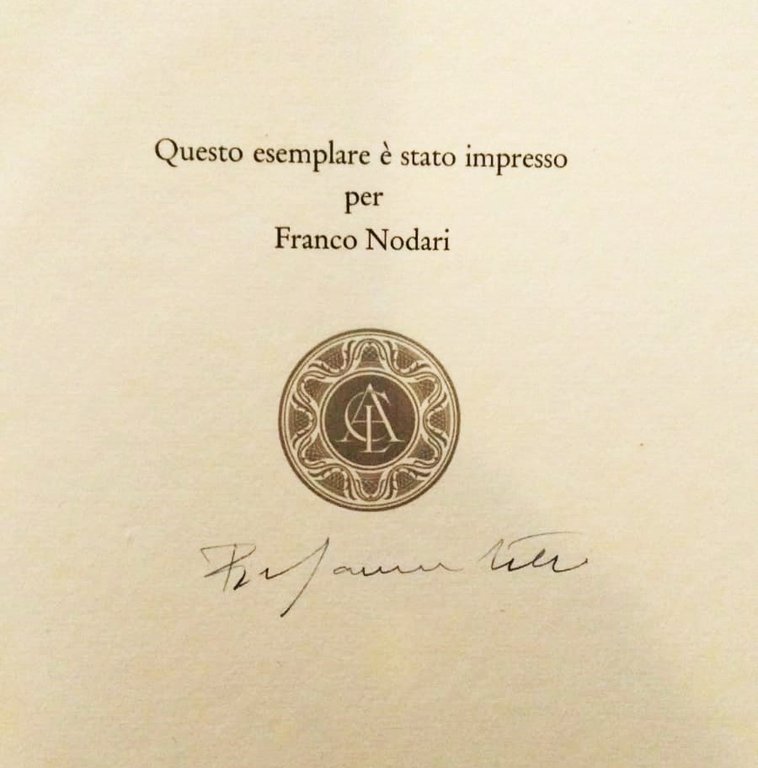 Questo esemplare è stato impresso
per
Franco Nodari